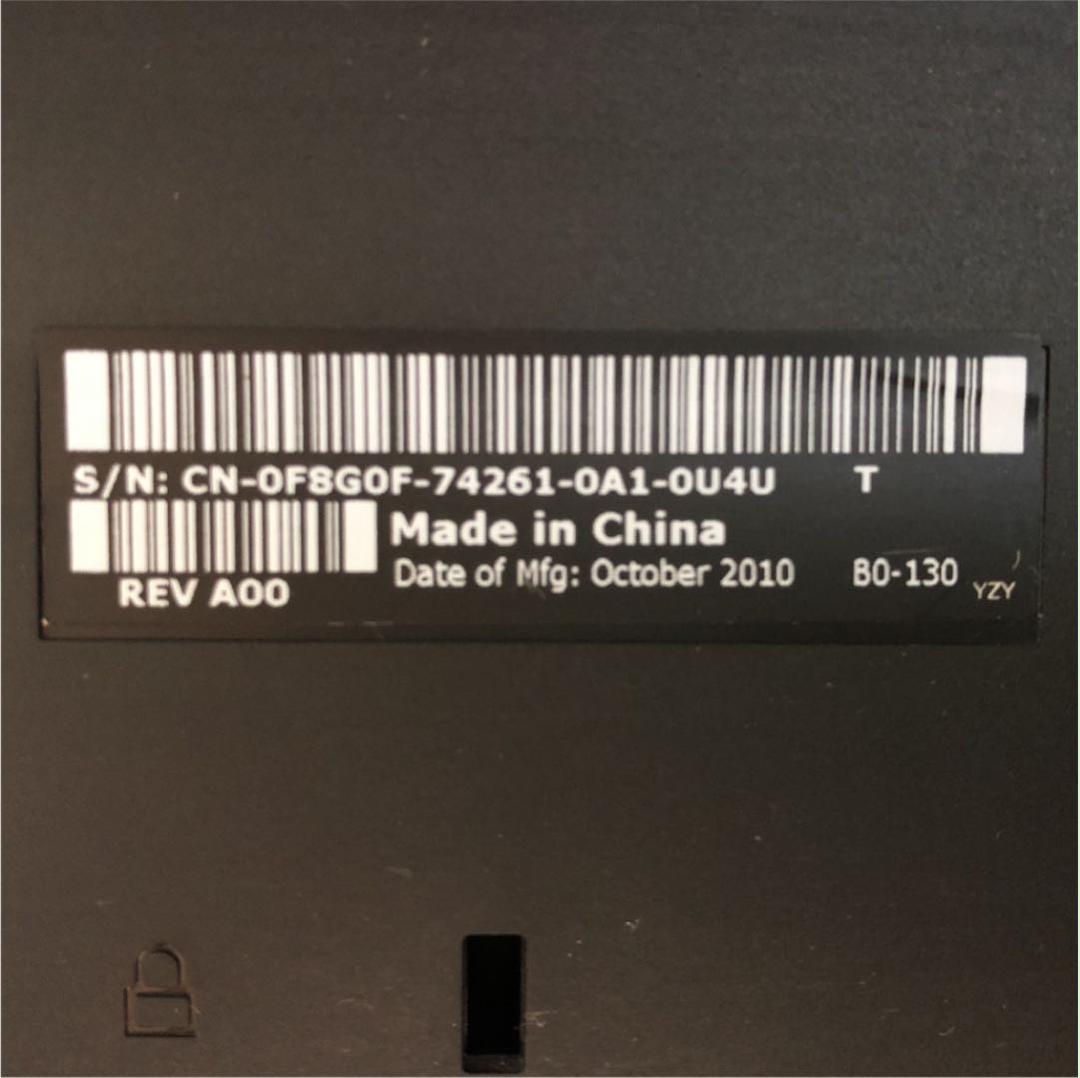 S/N: CN-0F8G0F-74261-0A1-0U4U T
Made in China
REV A00 Date of Mfg: October 2010 B0-130 YZY